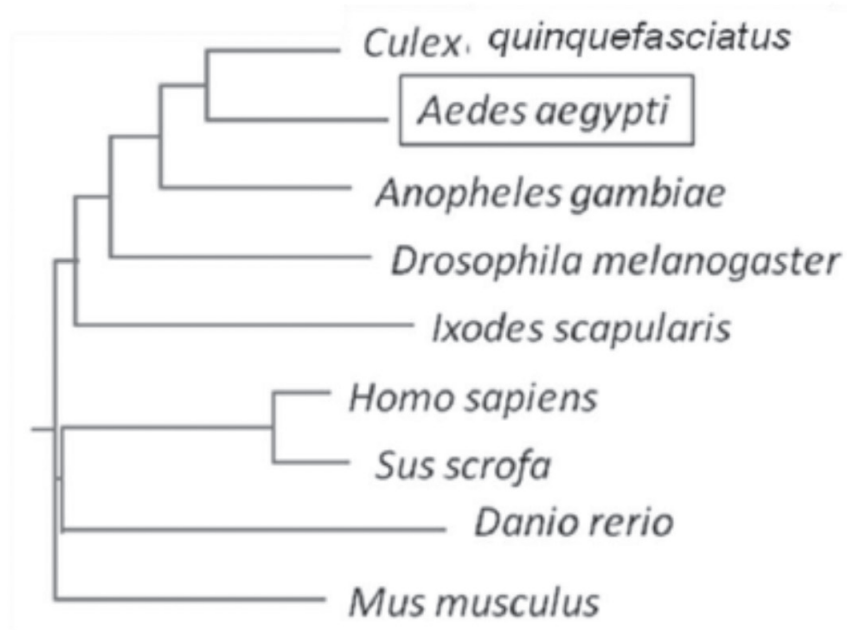 Culex. quinquefasciatus
Aedes aegypti
Anopheles gambiae
Drosophila melanogaster
Ixodes scapularis
Homo sapiens
Sus scrofa
Danio rerio
Mus musculus